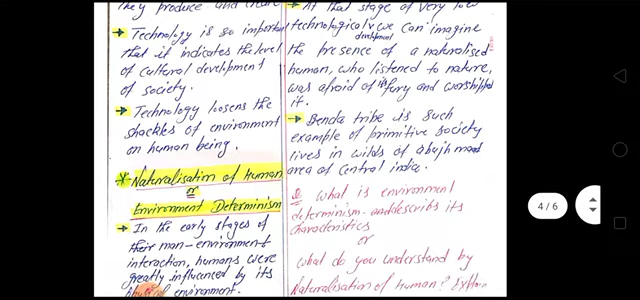 they produce and create
→ Technology is so important
that it indicates the level
of cultural development
of society.
→ Technology loosens the
shackles of environment
on human being.
* Naturalisation of Human
or
Environment Determinism
→ In the early stages of
their man-environment
interaction, humans were
greatly influenced by its
physical environment.
→ At that stage of very low
technological development we can imagine
the presence of a naturalised
human, who listened to nature,
was afraid of its fury and worshipped
it.
→ Benda tribe is such
example of primitive society
lives in wilds of abujh mad
area of Central india.
Q What is environment
determinism and describs its
characteristics
or
What do you understand by
Naturalisation of Human? Explain
4 / 6